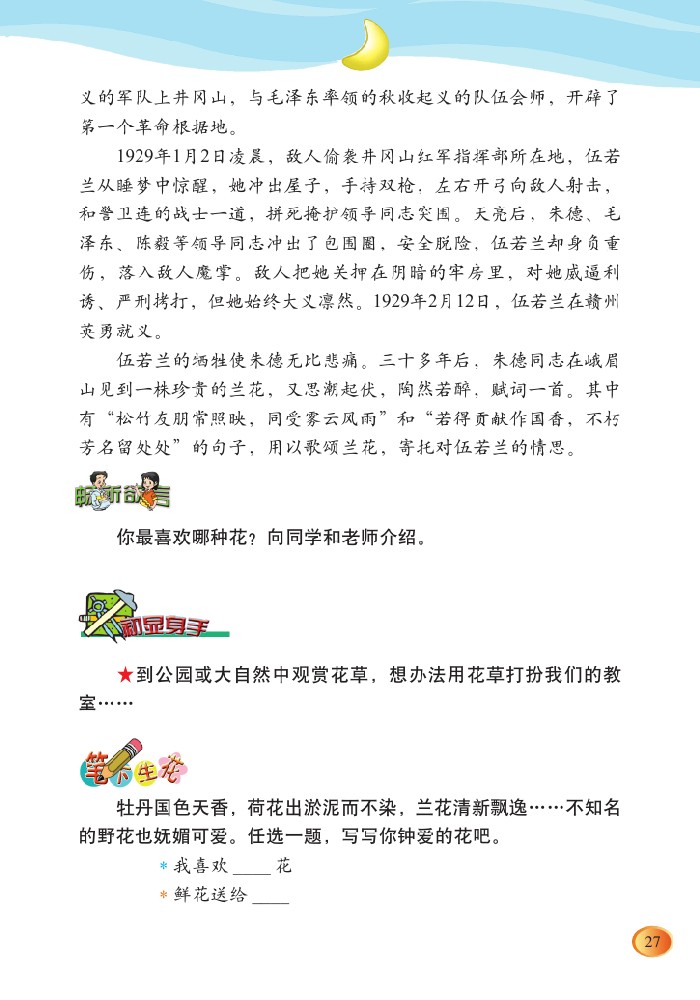 义的军队上井冈山，与毛泽东率领的秋收起义的队伍会师，开辟了
第一个革命根据地。
1929年1月2日凌晨，敌人偷袭井冈山红军指挥部所在地，伍若
兰从睡梦中惊醒，她冲出屋子，手持双枪，左右开弓向敌人射击，
和警卫连的战士一道，拼死掩护领导同志突围。天亮后，朱德、毛
泽东、陈毅等领导同志冲出了包围圈，安全脱险，伍若兰却身负重
伤，落入敌人魔掌。敌人把她关押在阴暗的牢房里，对她威逼利
诱、严刑拷打，但她始终大义凛然。1929年2月12日，伍若兰在赣州
英勇就义。
伍若兰的牺牲使朱德无比悲痛。三十多年后，朱德同志在峨眉
山见到一株珍贵的兰花，又思潮起伏，陶然若醉，赋词一首。其中
有“松竹友朋常照映，同受雾云风雨”和“若得贡献作国香，不朽
芳名留处处”的句子，用以歌颂兰花，寄托对伍若兰的情思。
畅所欲言
你最喜欢哪种花？向同学和老师介绍。
初显身手
★到公园或大自然中观赏花草，想办法用花草打扮我们的教
室……
笔下生花
牡丹国色天香，荷花出淤泥而不染，兰花清新飘逸……不知名
的野花也妩媚可爱。任选一题，写写你钟爱的花吧。
* 我喜欢____花
* 鲜花送给____
27